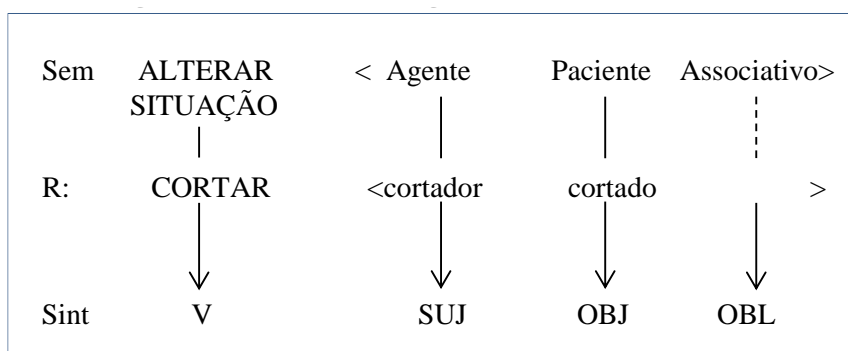 Sem ALTERAR < Agente Paciente Associativo>
SITUAÇÃO
R: CORTAR <cortador cortado >
Sint V SUJ OBJ OBL